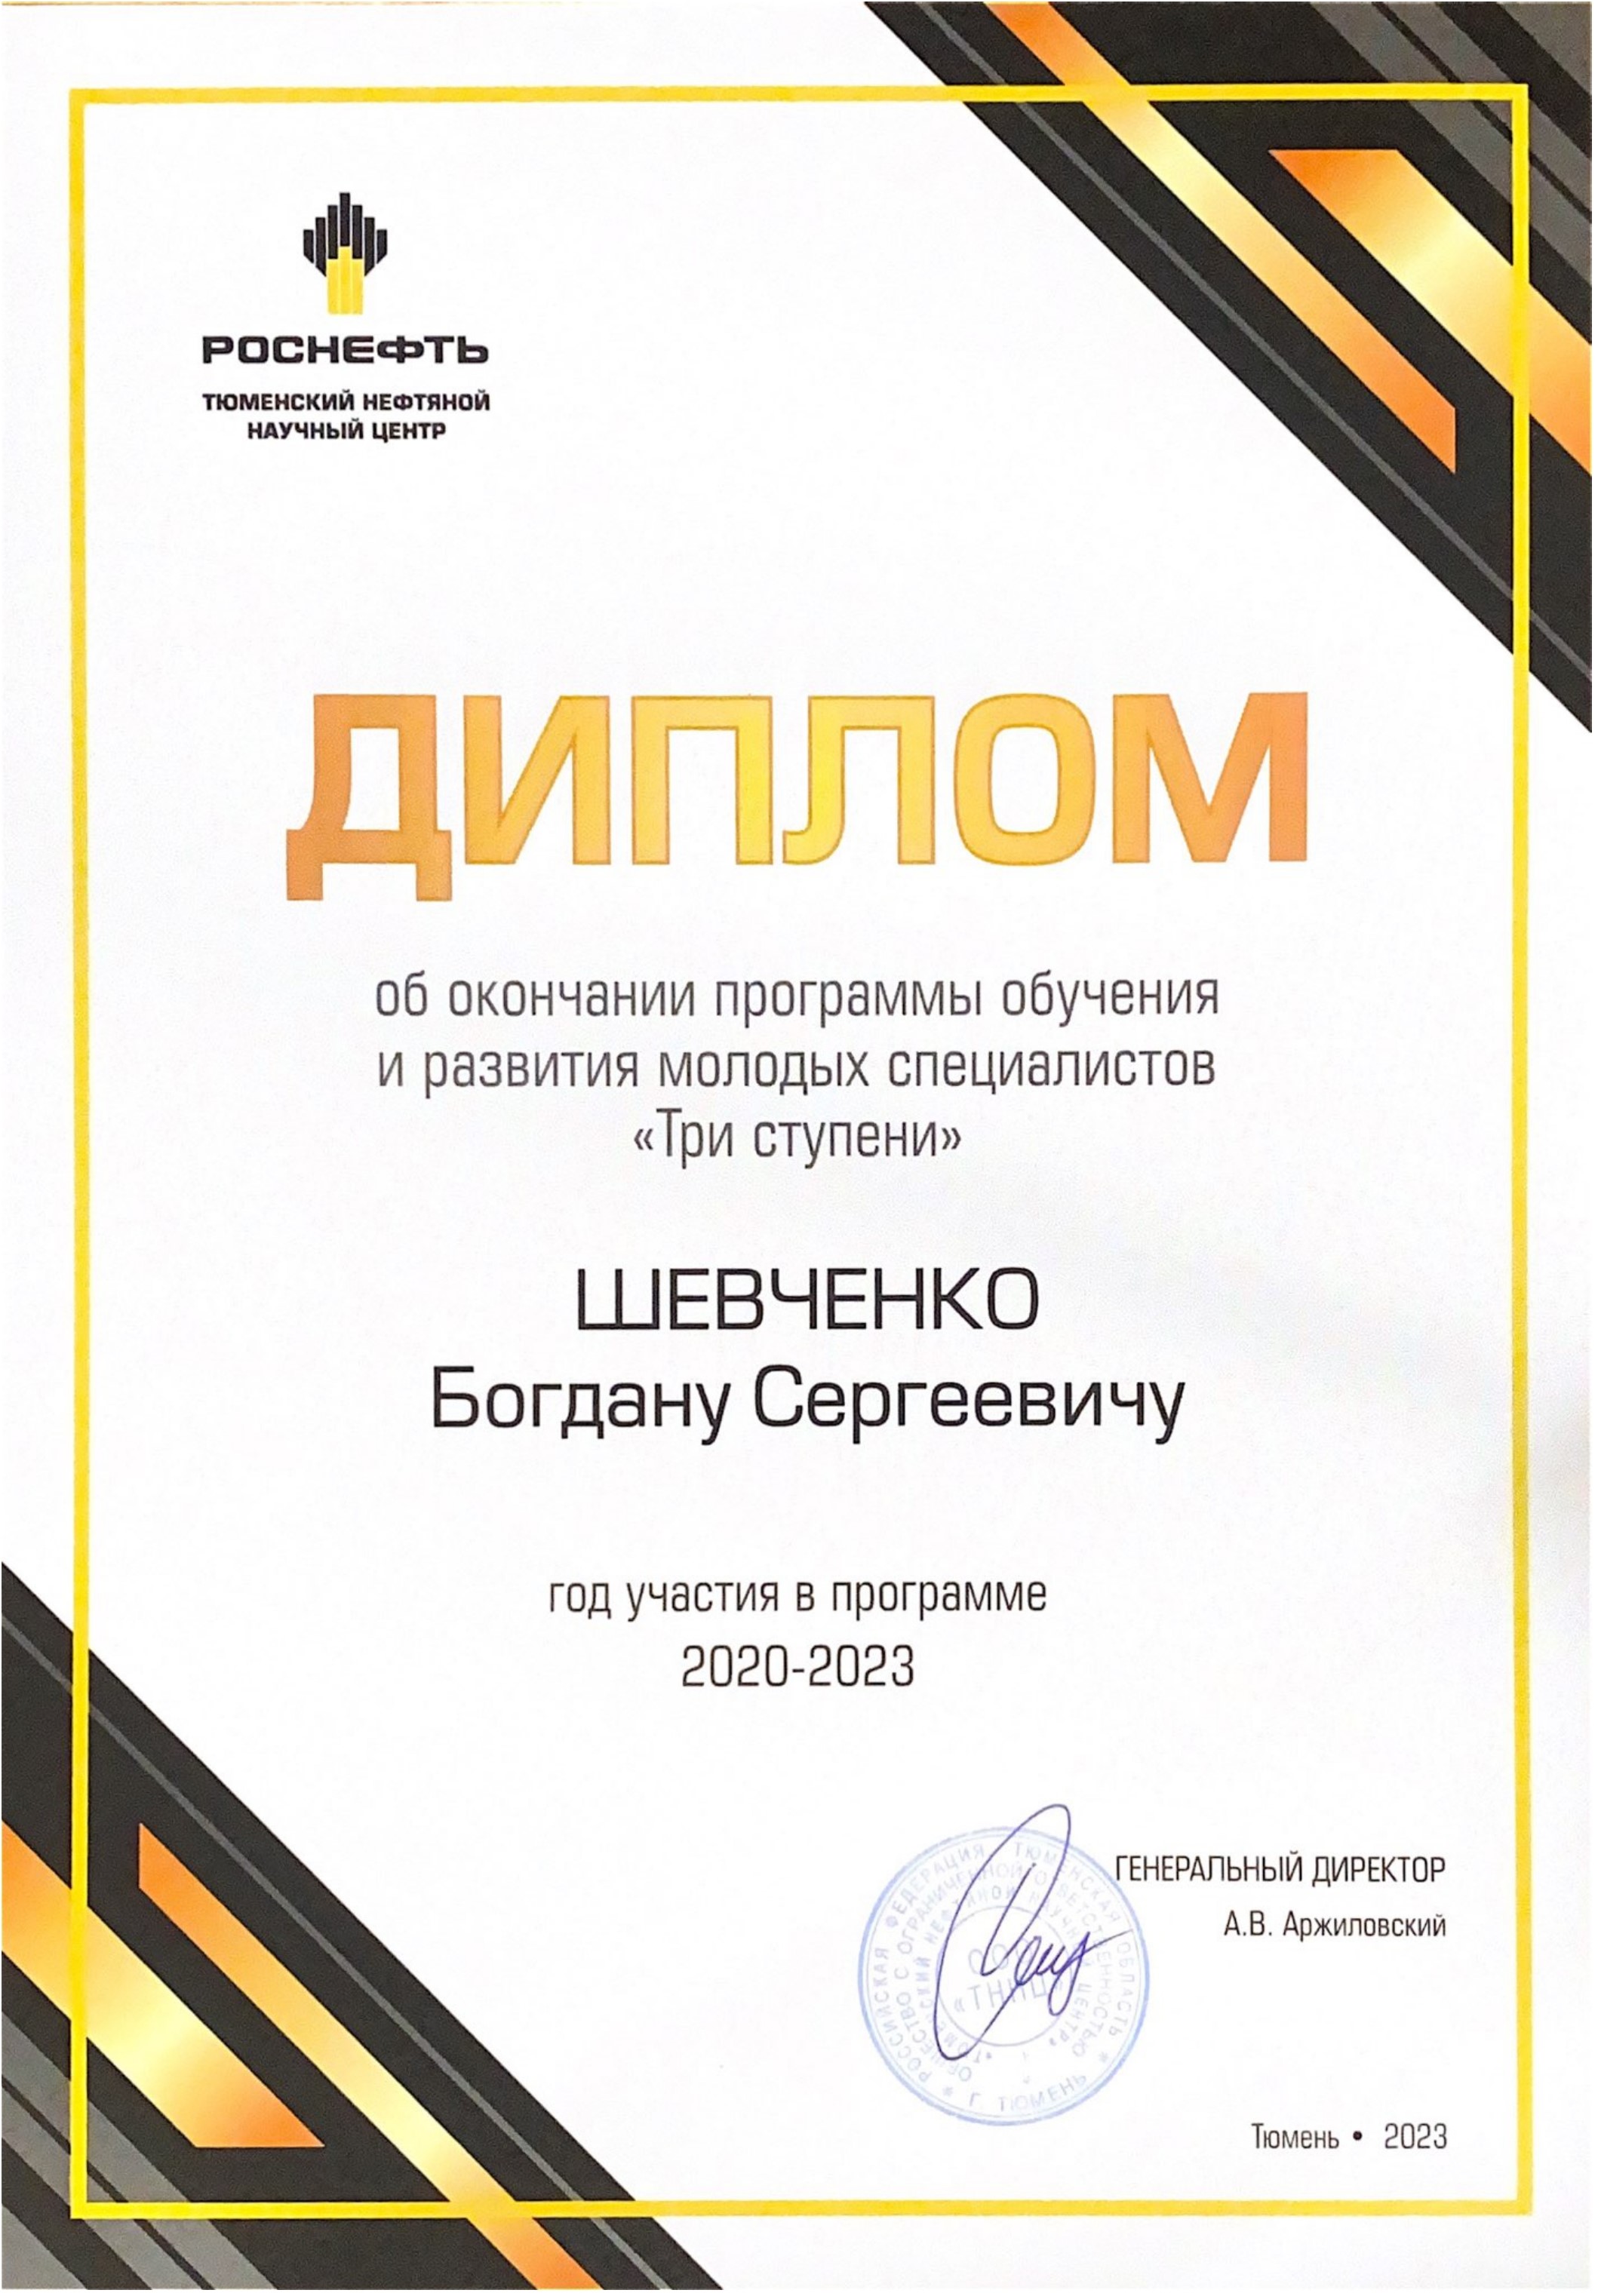 РОСНЕФТЬ
ТЮМЕНСКИЙ НЕФТЯНОЙ
НАУЧНЫЙ ЦЕНТР
ДИПЛОМ
об окончании программы обучения
и развития молодых специалистов
«Три ступени»
ШЕВЧЕНКО
Богдану Сергеевичу
год участия в программе
2020-2023
ГЕНЕРАЛЬНЫЙ ДИРЕКТОР
А.В. Аржиловский
РОССИЙСКАЯ ФЕДЕРАЦИЯ ТЮМЕНСКАЯ ОБЛАСТЬ
ОБЩЕСТВО С ОГРАНИЧЕННОЙ ОТВЕТСТВЕННОСТЬЮ
«ТЮМЕНСКИЙ НЕФТЯНОЙ НАУЧНЫЙ ЦЕНТР»
ООО
«ТННЦ»
* Г. ТЮМЕНЬ *
Тюмень • 2023